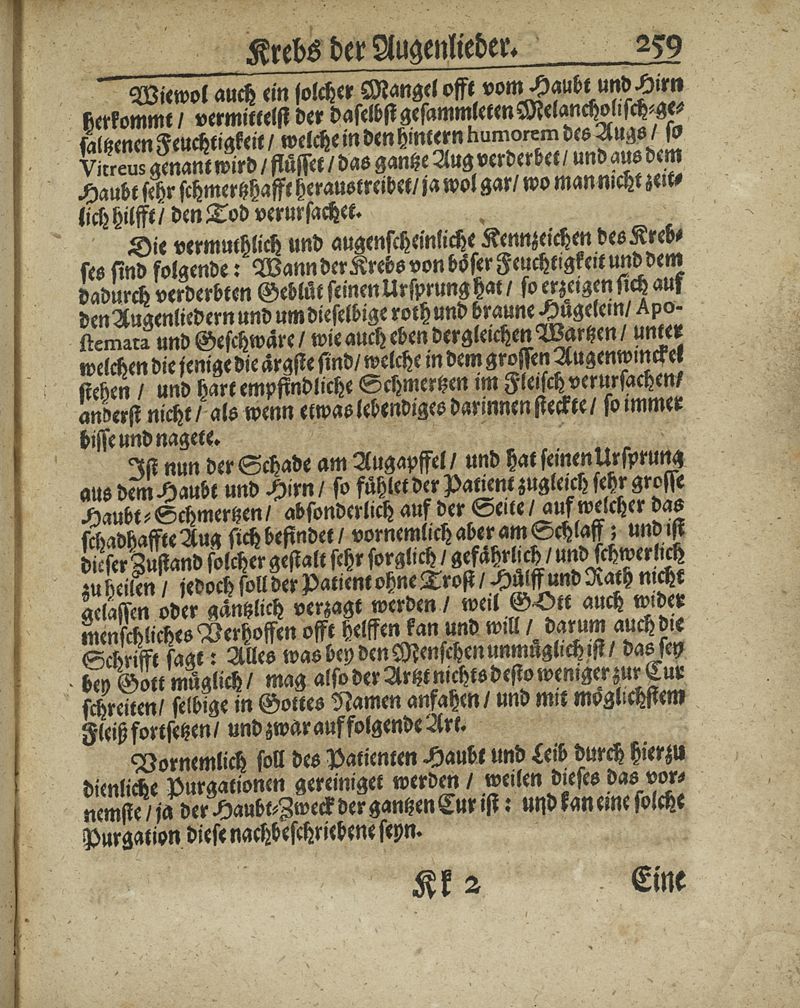 Krebs der Augenlieder. 259
Wiewol auch ein solcher Mangel offt vom Haubt und Hirn
herkommt / vermittelst der daselbst gesammleten Melancholisch-ge-
saltzenen Feuchtigkeit / welche in den hintern humorem des Augs / so
Vitreus genant wird / flüsset / das gantze Aug verderbet / und aus dem
Haubt sehr schmertzhafft heraustreibet / ja wol gar / wo man nicht zeit-
lich hilfft / den Tod verursachet.
Die vermuthlich und augenscheinliche Kennzeichen des Kreb-
ses sind folgende: Wann der Krebs von böser Feuchtigkeit und dem
dadurch verderbten Geblüt seinen Ursprung hat / so erzeigen sich auf
den Augenliedern und um dieselbige roth und braune Hügelein / Apo-
stemata und Geschwäre / wie auch eben dergleichen Wartzen / unter
welchen die jenige die ärgste sind / welche in dem grossen Augenwinckel
stehen / und hart empfindliche Schmertzen im Fleisch verursachen /
anderst nicht / als wenn etwas lebendiges darinnen steckte / so immer
bisse und nagete.
Ist nun der Schade am Augapffel / und hat seinen Ursprung
aus dem Haubt und Hirn / so fühlet der Patient zugleich sehr grosse
Haubt-Schmertzen / absonderlich auf der Seite / auf welcher das
schadhaffte Aug sich befindet / vornemlich aber am Schlaff; und ist
dieser Zustand solcher gestalt sehr sorglich / gefährlich / und schwerlich
zu heilen / jedoch soll der Patient ohne Trost / Hülff und Rath nicht
gelassen oder gäntzlich verzagt werden / weil GOtt auch wider
menschliches Verhoffen offt helffen kan und will / darum auch die
Schrifft sagt: Alles was bey den Menschen unmüglich ist / das sey
bey Gott müglich / mag also der Artzt nichts desto weniger zur Cur
schreiten / selbige in Gottes Namen anfahen / und mit möglichstem
Fleiß fortsetzen / und zwar auf folgende Art.
Vornemlich soll des Patienten Haubt und Leib durch hierzu
dienliche Purgationen gereiniget werden / weilen dieses das vor-
nemste / ja der Haubt-Zweck der gantzen Cur ist: und kan eine solche
Purgation diese nachbeschriebene seyn.
Kk 2 Eine